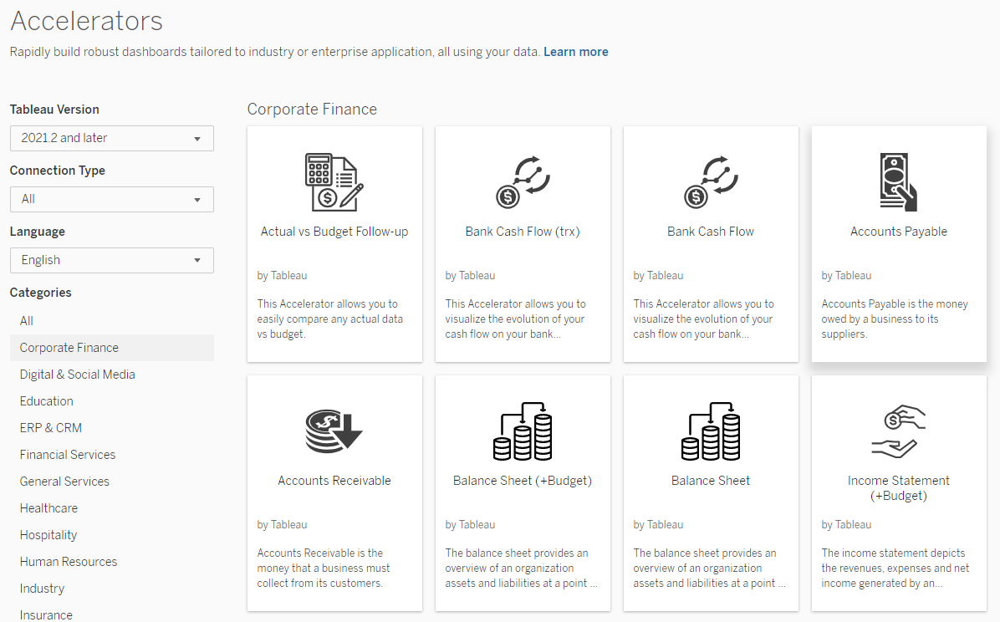 Accelerators
Rapidly build robust dashboards tailored to industry or enterprise application, all using your data. Learn more
Tableau Version
2021.2 and later
Connection Type
All
Language
English
Categories
All
Corporate Finance
Digital & Social Media
Education
ERP & CRM
Financial Services
General Services
Healthcare
Hospitality
Human Resources
Industry
Insurance
Corporate Finance
Actual vs Budget Follow-up
by Tableau
This Accelerator allows you to
easily compare any actual data
vs budget.
Bank Cash Flow (trx)
by Tableau
This Accelerator allows you to
visualize the evolution of your
cash flow on your bank...
Bank Cash Flow
by Tableau
This Accelerator allows you to
visualize the evolution of your
cash flow on your bank...
Accounts Payable
by Tableau
Accounts Payable is the money
owed by a business to its
suppliers.
Accounts Receivable
by Tableau
Accounts Receivable is the
money that a business must
collect from its customers.
Balance Sheet (+Budget)
by Tableau
The balance sheet provides an
overview of an organization
assets and liabilities at a point ...
Balance Sheet
by Tableau
The balance sheet provides an
overview of an organization
assets and liabilities at a point ...
Income Statement
(+Budget)
by Tableau
The income statement depicts
the revenues, expenses and net
income generated by an...